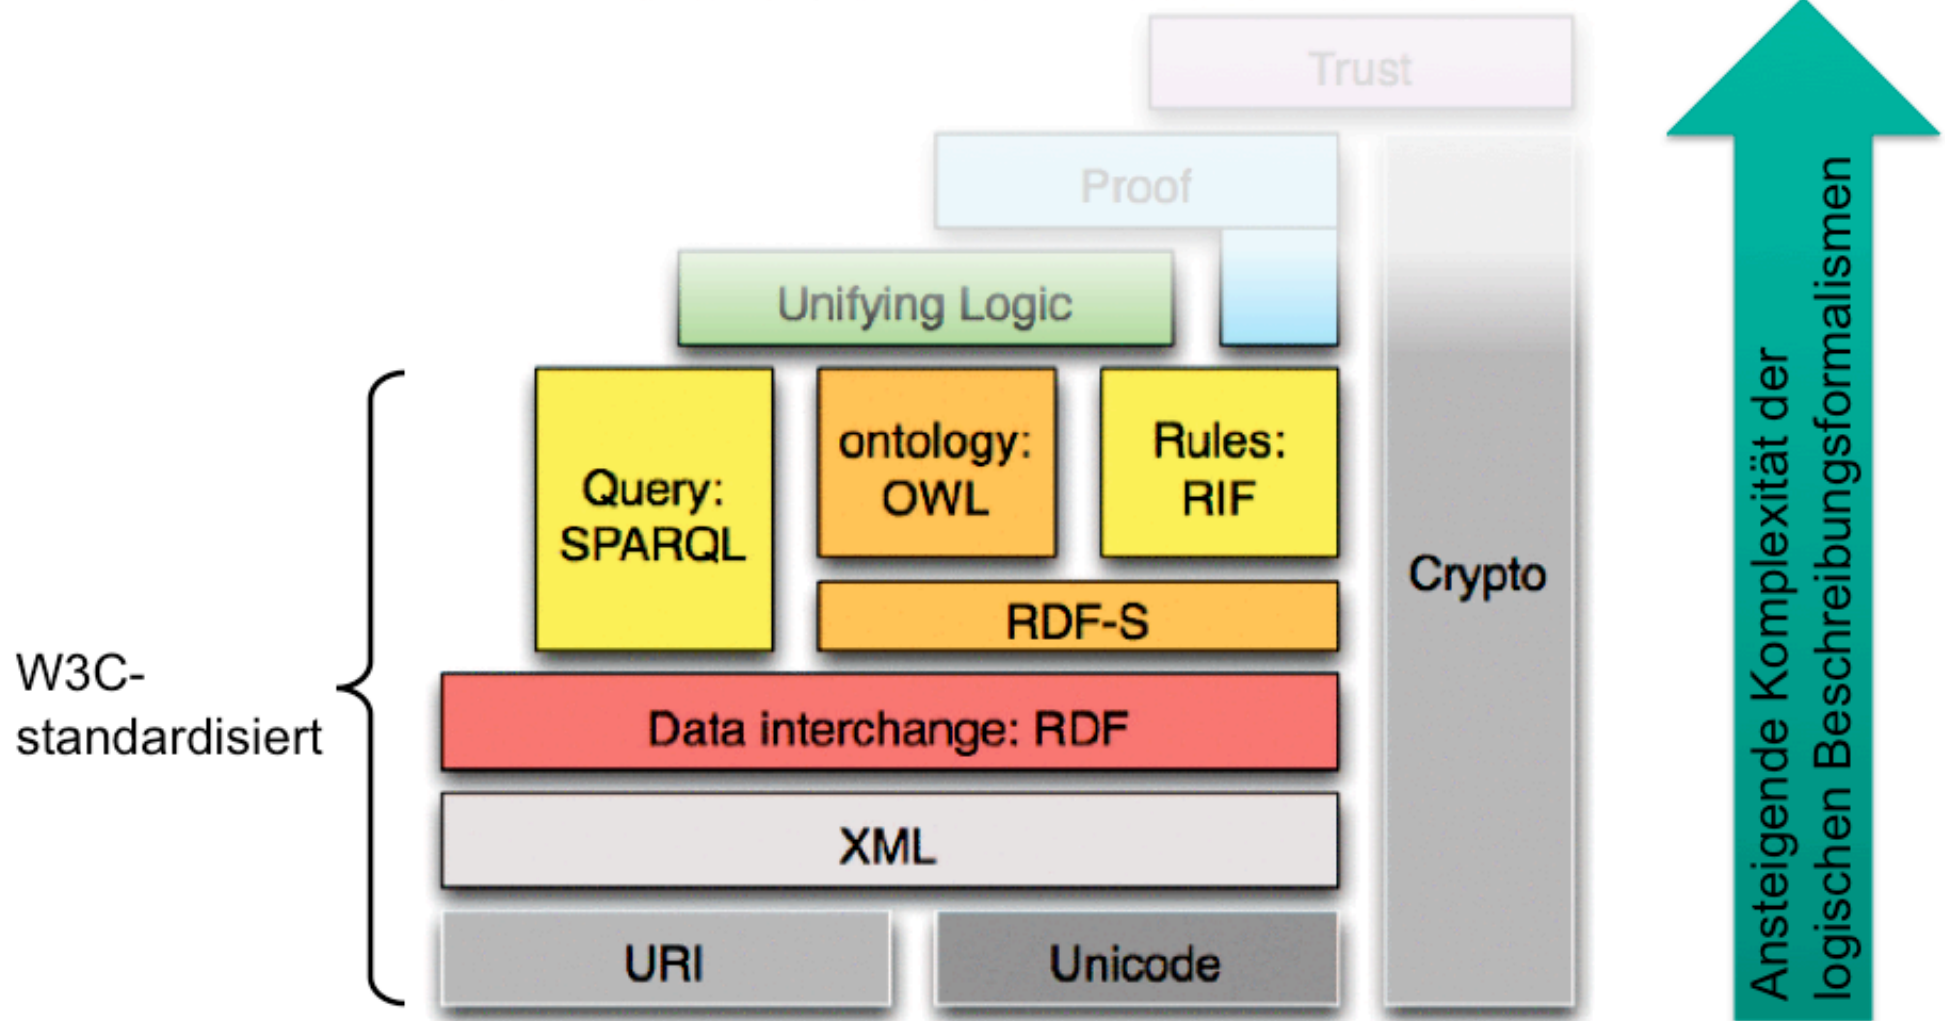 Trust
Proof
Unifying Logic
Query:
SPARQL
ontology:
OWL
Rules:
RIF
RDF-S
Crypto
Data interchange: RDF
XML
URI
Unicode
W3C-
standardisiert
Ansteigende Komplexität der
logischen Beschreibungsformalismen